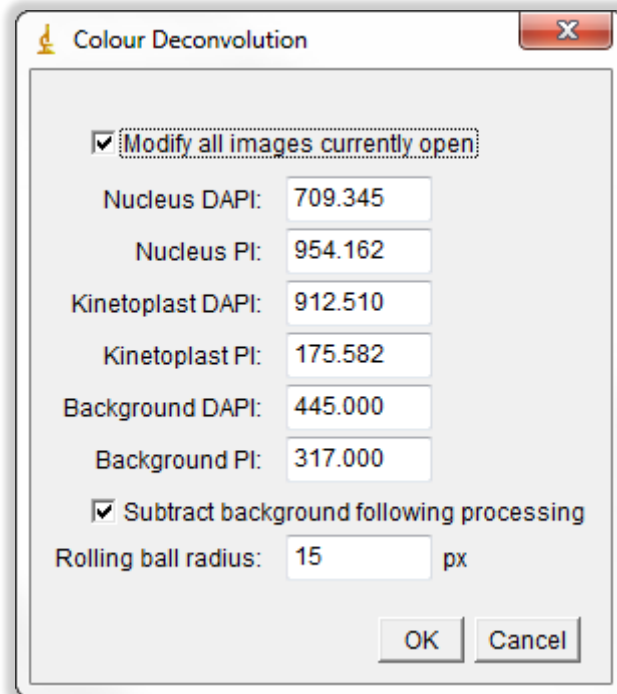 Colour Deconvolution
Modify all images currently open
Nucleus DAPI: 709.345
Nucleus PI: 954.162
Kinetoplast DAPI: 912.510
Kinetoplast PI: 175.582
Background DAPI: 445.000
Background PI: 317.000
Subtract background following processing
Rolling ball radius: 15 px
OK Cancel